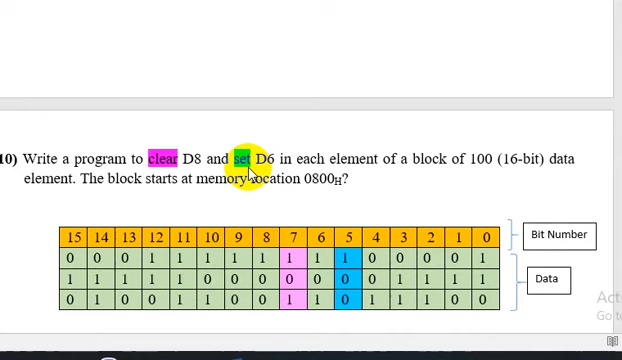 10) Write a program to clear D8 and set D6 in each element of a block of 100 (16-bit) data
element. The block starts at memory location 0800H?
15 14 13 12 11 10 9 8 7 6 5 4 3 2 1 0
Bit Number
0 0 0 1 1 1 1 1 1 1 1 0 0 0 0 1
1 1 1 1 1 0 0 0 0 0 0 0 1 1 1 1
Data
0 1 0 0 1 1 0 0 1 1 0 1 1 1 0 0
Act
Go to